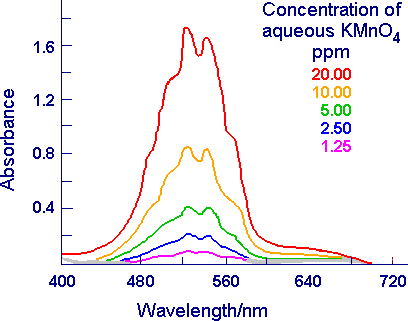 Concentration of
aqueous KMnO4
ppm
20.00
10.00
5.00
2.50
1.25
Absorbance
1.6
1.2
0.8
0.4
400 480 560 640 720
Wavelength/nm